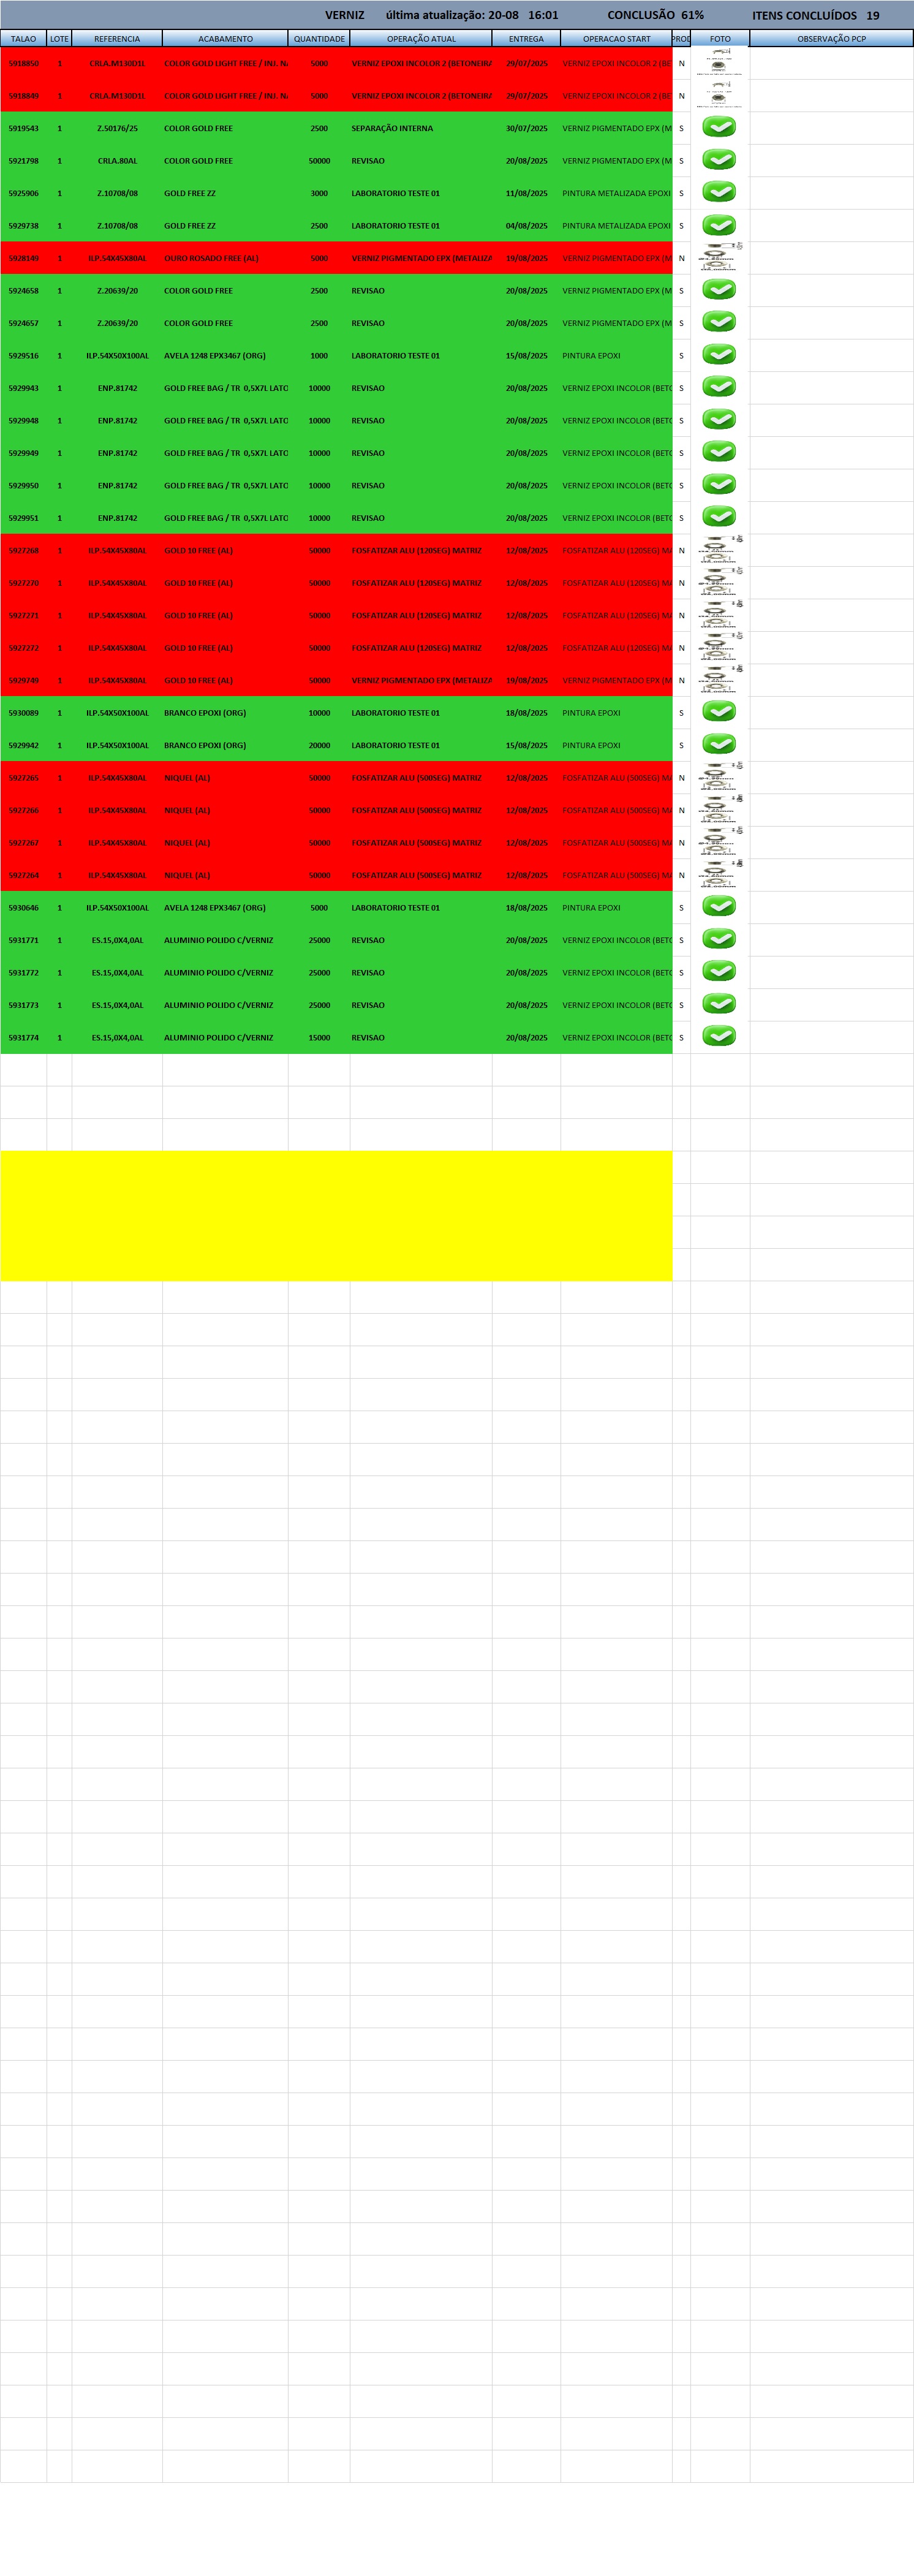 VERNIZ última atualização: 20-08 16:01 CONCLUSÃO 61% ITENS CONCLUÍDOS 19
TALAO LOTE REFERENCIA ACABAMENTO QUANTIDADE OPERAÇÃO ATUAL ENTREGA OPERACAO START PROD FOTO OBSERVAÇÃO PCP
5918850 1 CRLA.M130D1L COLOR GOLD LIGHT FREE / INJ. NA 5000 VERNIZ EPOXI INCOLOR 2 (BETONEIRA 29/07/2025 VERNIZ EPOXI INCOLOR 2 (BE N
5918849 1 CRLA.M130D1L COLOR GOLD LIGHT FREE / INJ. NA 5000 VERNIZ EPOXI INCOLOR 2 (BETONEIRA 29/07/2025 VERNIZ EPOXI INCOLOR 2 (BE N
5919543 1 Z.50176/25 COLOR GOLD FREE 2500 SEPARAÇÃO INTERNA 30/07/2025 VERNIZ PIGMENTADO EPX (M S
5921798 1 CRLA.80AL COLOR GOLD FREE 50000 REVISAO 20/08/2025 VERNIZ PIGMENTADO EPX (M S
5925906 1 Z.10708/08 GOLD FREE ZZ 3000 LABORATORIO TESTE 01 11/08/2025 PINTURA METALIZADA EPOXI S
5929738 1 Z.10708/08 GOLD FREE ZZ 2500 LABORATORIO TESTE 01 04/08/2025 PINTURA METALIZADA EPOXI S
5928149 1 ILP.54X45X80AL OURO ROSADO FREE (AL) 5000 VERNIZ PIGMENTADO EPX (METALIZA 19/08/2025 VERNIZ PIGMENTADO EPX (M N
5924658 1 Z.20639/20 COLOR GOLD FREE 2500 REVISAO 20/08/2025 VERNIZ PIGMENTADO EPX (M S
5924657 1 Z.20639/20 COLOR GOLD FREE 2500 REVISAO 20/08/2025 VERNIZ PIGMENTADO EPX (M S
5929516 1 ILP.54X50X100AL AVELA 1248 EPX3467 (ORG) 1000 LABORATORIO TESTE 01 15/08/2025 PINTURA EPOXI S
5929943 1 ENP.81742 GOLD FREE BAG / TR 0,5X7L LATO 10000 REVISAO 20/08/2025 VERNIZ EPOXI INCOLOR (BETO S
5929948 1 ENP.81742 GOLD FREE BAG / TR 0,5X7L LATO 10000 REVISAO 20/08/2025 VERNIZ EPOXI INCOLOR (BETO S
5929949 1 ENP.81742 GOLD FREE BAG / TR 0,5X7L LATO 10000 REVISAO 20/08/2025 VERNIZ EPOXI INCOLOR (BETO S
5929950 1 ENP.81742 GOLD FREE BAG / TR 0,5X7L LATO 10000 REVISAO 20/08/2025 VERNIZ EPOXI INCOLOR (BETO S
5929951 1 ENP.81742 GOLD FREE BAG / TR 0,5X7L LATO 10000 REVISAO 20/08/2025 VERNIZ EPOXI INCOLOR (BETO S
5927268 1 ILP.54X45X80AL GOLD 10 FREE (AL) 50000 FOSFATIZAR ALU (120SEG) MATRIZ 12/08/2025 FOSFATIZAR ALU (120SEG) MA N
5927270 1 ILP.54X45X80AL GOLD 10 FREE (AL) 50000 FOSFATIZAR ALU (120SEG) MATRIZ 12/08/2025 FOSFATIZAR ALU (120SEG) MA N
5927271 1 ILP.54X45X80AL GOLD 10 FREE (AL) 50000 FOSFATIZAR ALU (120SEG) MATRIZ 12/08/2025 FOSFATIZAR ALU (120SEG) MA N
5927272 1 ILP.54X45X80AL GOLD 10 FREE (AL) 50000 FOSFATIZAR ALU (120SEG) MATRIZ 12/08/2025 FOSFATIZAR ALU (120SEG) MA N
5929749 1 ILP.54X45X80AL GOLD 10 FREE (AL) 50000 VERNIZ PIGMENTADO EPX (METALIZA 19/08/2025 VERNIZ PIGMENTADO EPX (M N
5930089 1 ILP.54X50X100AL BRANCO EPOXI (ORG) 10000 LABORATORIO TESTE 01 18/08/2025 PINTURA EPOXI S
5929942 1 ILP.54X50X100AL BRANCO EPOXI (ORG) 20000 LABORATORIO TESTE 01 15/08/2025 PINTURA EPOXI S
5927265 1 ILP.54X45X80AL NIQUEL (AL) 50000 FOSFATIZAR ALU (500SEG) MATRIZ 12/08/2025 FOSFATIZAR ALU (500SEG) MA N
5927266 1 ILP.54X45X80AL NIQUEL (AL) 50000 FOSFATIZAR ALU (500SEG) MATRIZ 12/08/2025 FOSFATIZAR ALU (500SEG) MA N
5927267 1 ILP.54X45X80AL NIQUEL (AL) 50000 FOSFATIZAR ALU (500SEG) MATRIZ 12/08/2025 FOSFATIZAR ALU (500SEG) MA N
5927264 1 ILP.54X45X80AL NIQUEL (AL) 50000 FOSFATIZAR ALU (500SEG) MATRIZ 12/08/2025 FOSFATIZAR ALU (500SEG) MA N
5930646 1 ILP.54X50X100AL AVELA 1248 EPX3467 (ORG) 5000 LABORATORIO TESTE 01 18/08/2025 PINTURA EPOXI S
5931771 1 ES.15,0X4,0AL ALUMINIO POLIDO C/VERNIZ 25000 REVISAO 20/08/2025 VERNIZ EPOXI INCOLOR (BETO S
5931772 1 ES.15,0X4,0AL ALUMINIO POLIDO C/VERNIZ 25000 REVISAO 20/08/2025 VERNIZ EPOXI INCOLOR (BETO S
5931773 1 ES.15,0X4,0AL ALUMINIO POLIDO C/VERNIZ 25000 REVISAO 20/08/2025 VERNIZ EPOXI INCOLOR (BETO S
5931774 1 ES.15,0X4,0AL ALUMINIO POLIDO C/VERNIZ 15000 REVISAO 20/08/2025 VERNIZ EPOXI INCOLOR (BETO S